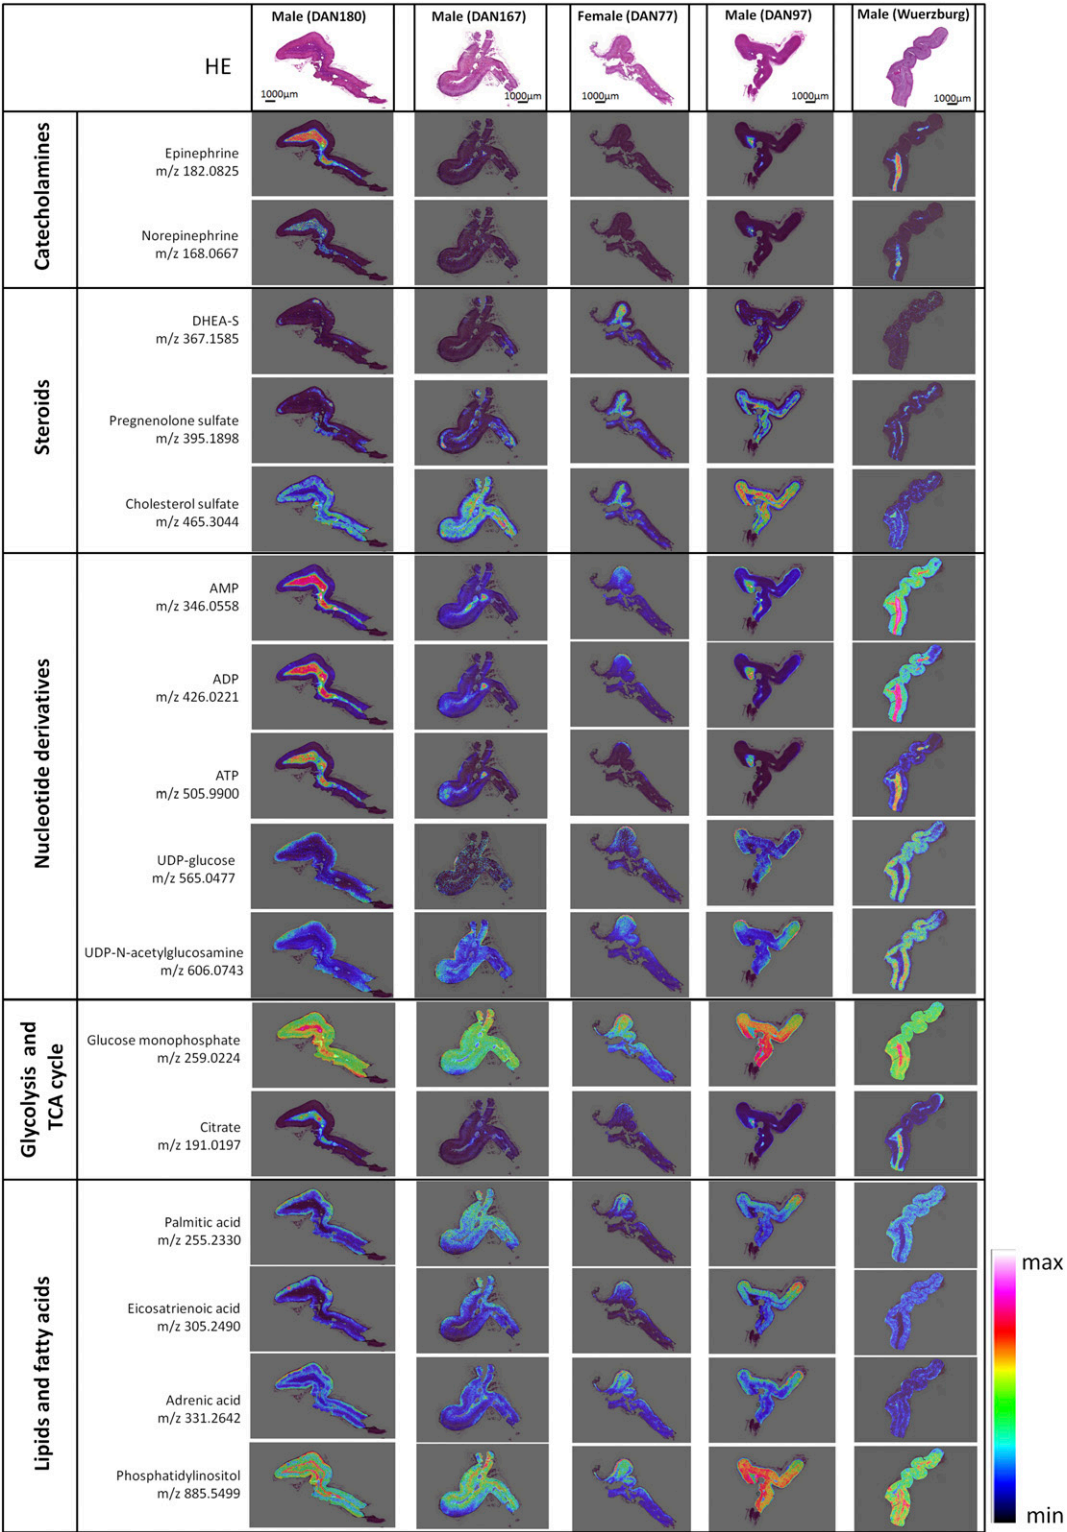 Male (DAN180) Male (DAN167) Female (DAN77) Male (DAN97) Male (Wuerzburg)
HE
1000µm 1000µm 1000µm 1000µm 1000µm
Catecholamines
Epinephrine
m/z 182.0825
Norepinephrine
m/z 168.0667
Steroids
DHEA-S
m/z 367.1585
Pregnenolone sulfate
m/z 395.1898
Cholesterol sulfate
m/z 465.3044
Nucleotide derivatives
AMP
m/z 346.0558
ADP
m/z 426.0221
ATP
m/z 505.9900
UDP-glucose
m/z 565.0477
UDP-N-acetylglucosamine
m/z 606.0743
Glycolysis and
TCA cycle
Glucose monophosphate
m/z 259.0224
Citrate
m/z 191.0197
Lipids and fatty acids
Palmitic acid
m/z 255.2330
Eicosatrienoic acid
m/z 305.2490
Adrenic acid
m/z 331.2642
Phosphatidylinositol
m/z 885.5499
max
min